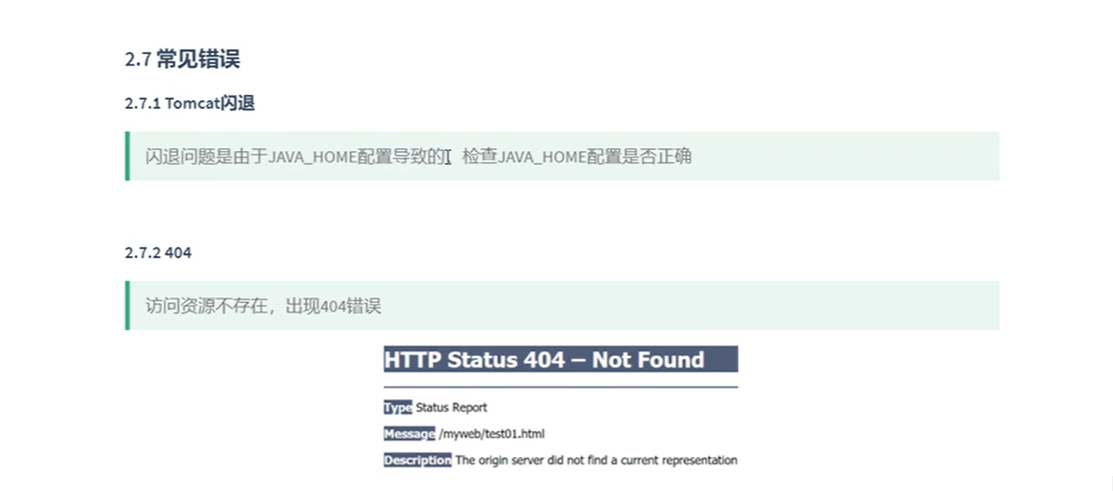 2.7 常见错误
2.7.1 Tomcat闪退
闪退问题是由于JAVA_HOME配置导致的，检查JAVA_HOME配置是否正确
2.7.2 404
访问资源不存在，出现404错误
HTTP Status 404 – Not Found
Type Status Report
Message /myweb/test01.html
Description The origin server did not find a current representation